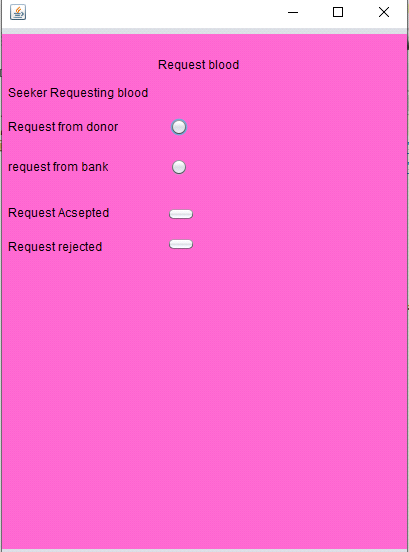 Request blood
Seeker Requesting blood
Request from donor
request from bank
Request Acsepted
Request rejected